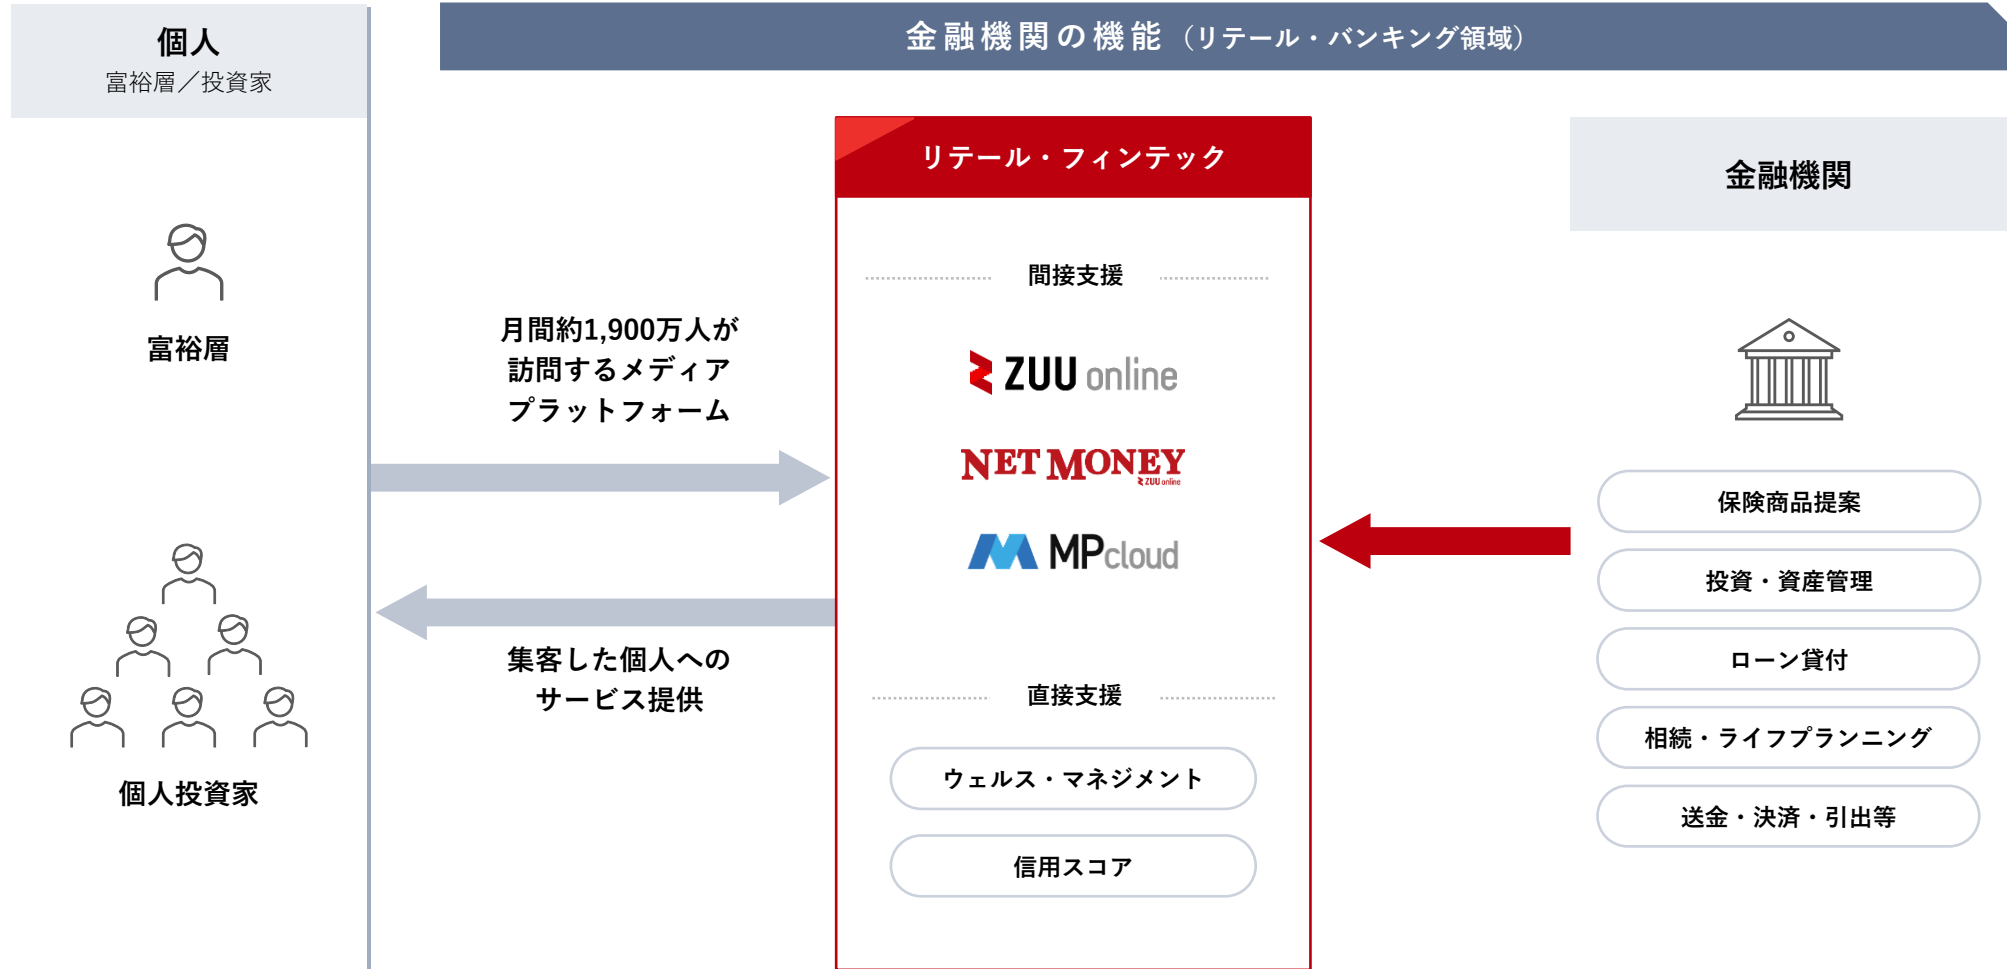 個人
富裕層／投資家
富裕層
個人投資家
金融機関の機能（リテール・バンキング領域）
月間約1,900万人が
訪問するメディア
プラットフォーム
集客した個人への
サービス提供
リテール・フィンテック
間接支援
ZUU online
NET MONEY
ZUU online
MPcloud
直接支援
ウェルス・マネジメント
信用スコア
金融機関
保険商品提案
投資・資産管理
ローン貸付
相続・ライフプランニング
送金・決済・引出等